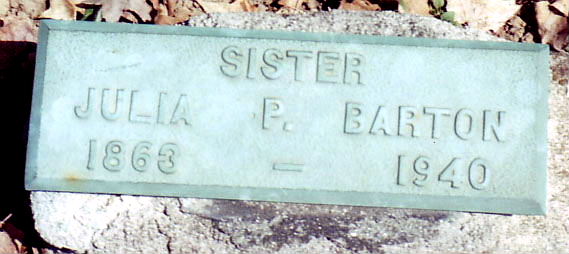 SISTER
JULIA P. BARTON
1863 — 1940